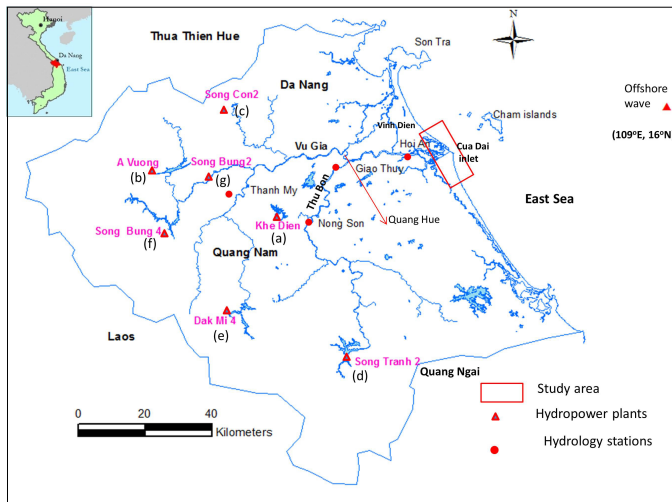 Hanoi
Da Nang
East Sea
Thua Thien Hue
Son Tra
Da Nang
Song Con2
(c)
Cham islands
Offshore
wave
(109°E, 16°N)
Vinh Dien
Hoi An
Cua Dai
inlet
Vu Gia
A Vuong
(b)
Song Bung2
(g)
Giao Thuy
Thanh My
Thu Bon
East Sea
Khe Dien
(a)
Quang Hue
Nong Son
Song Bung 4
(f)
Quang Nam
Dak Mi 4
(e)
Laos
Song Tranh 2
(d)
Quang Ngai
Study area
Hydropower plants
Hydrology stations
0 20 40
Kilometers
N